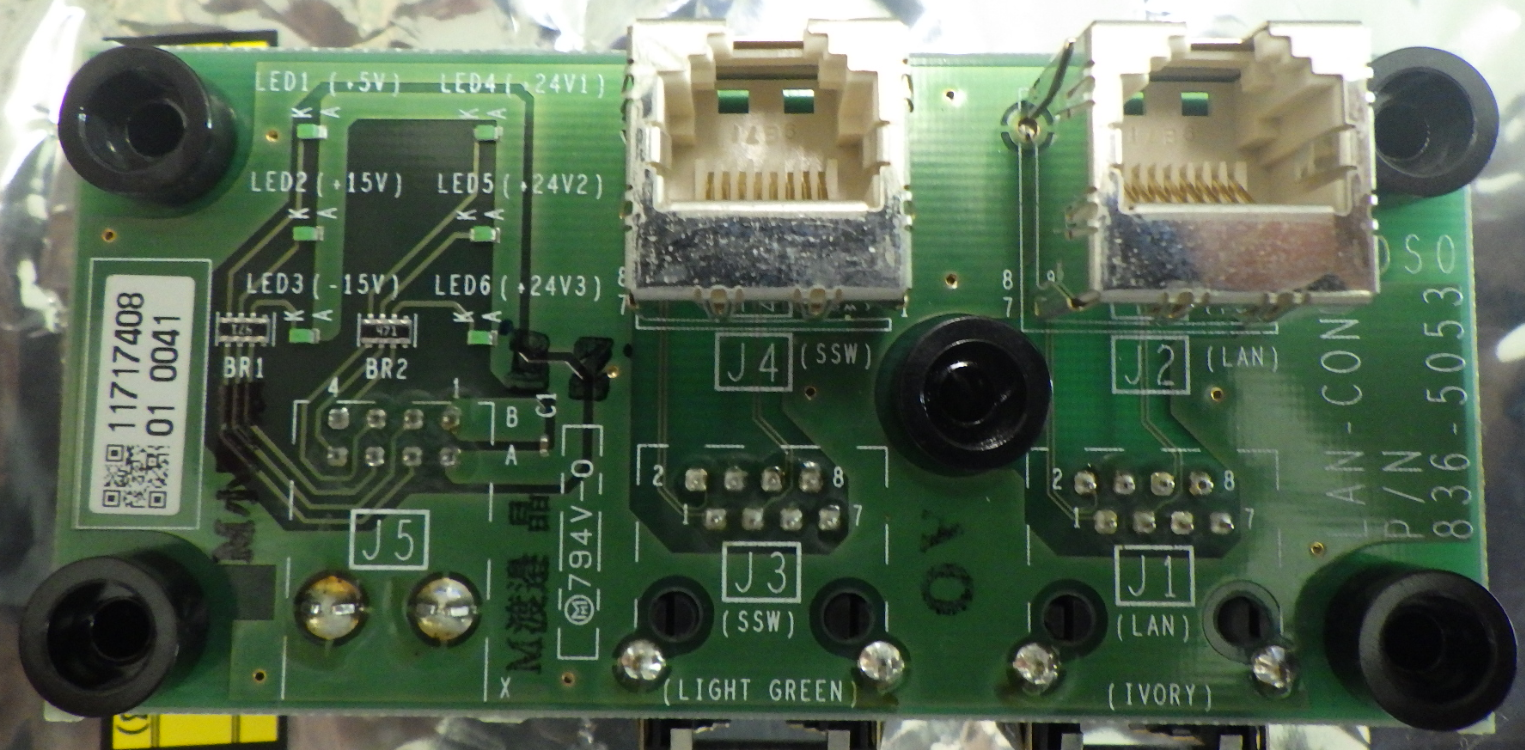 LED1 (+5V)
LED4(+24V1)
K A
K A
LED2(+15V)
LED5(+24V2)
K A
K A
LED3(-15V)
LED6(+24V3)
K A
K A
BR1
BR2
471
4
1
B
A
C1
J5
X
11717408
01 0041
794V-0
8
7
J4
(SSW)
1
8
7
J2
(LAN)
2
8
1
7
J3
(SSW)
(LIGHT GREEN)
2
8
1
7
J1
(LAN)
(IVORY)
P/N
836-5053